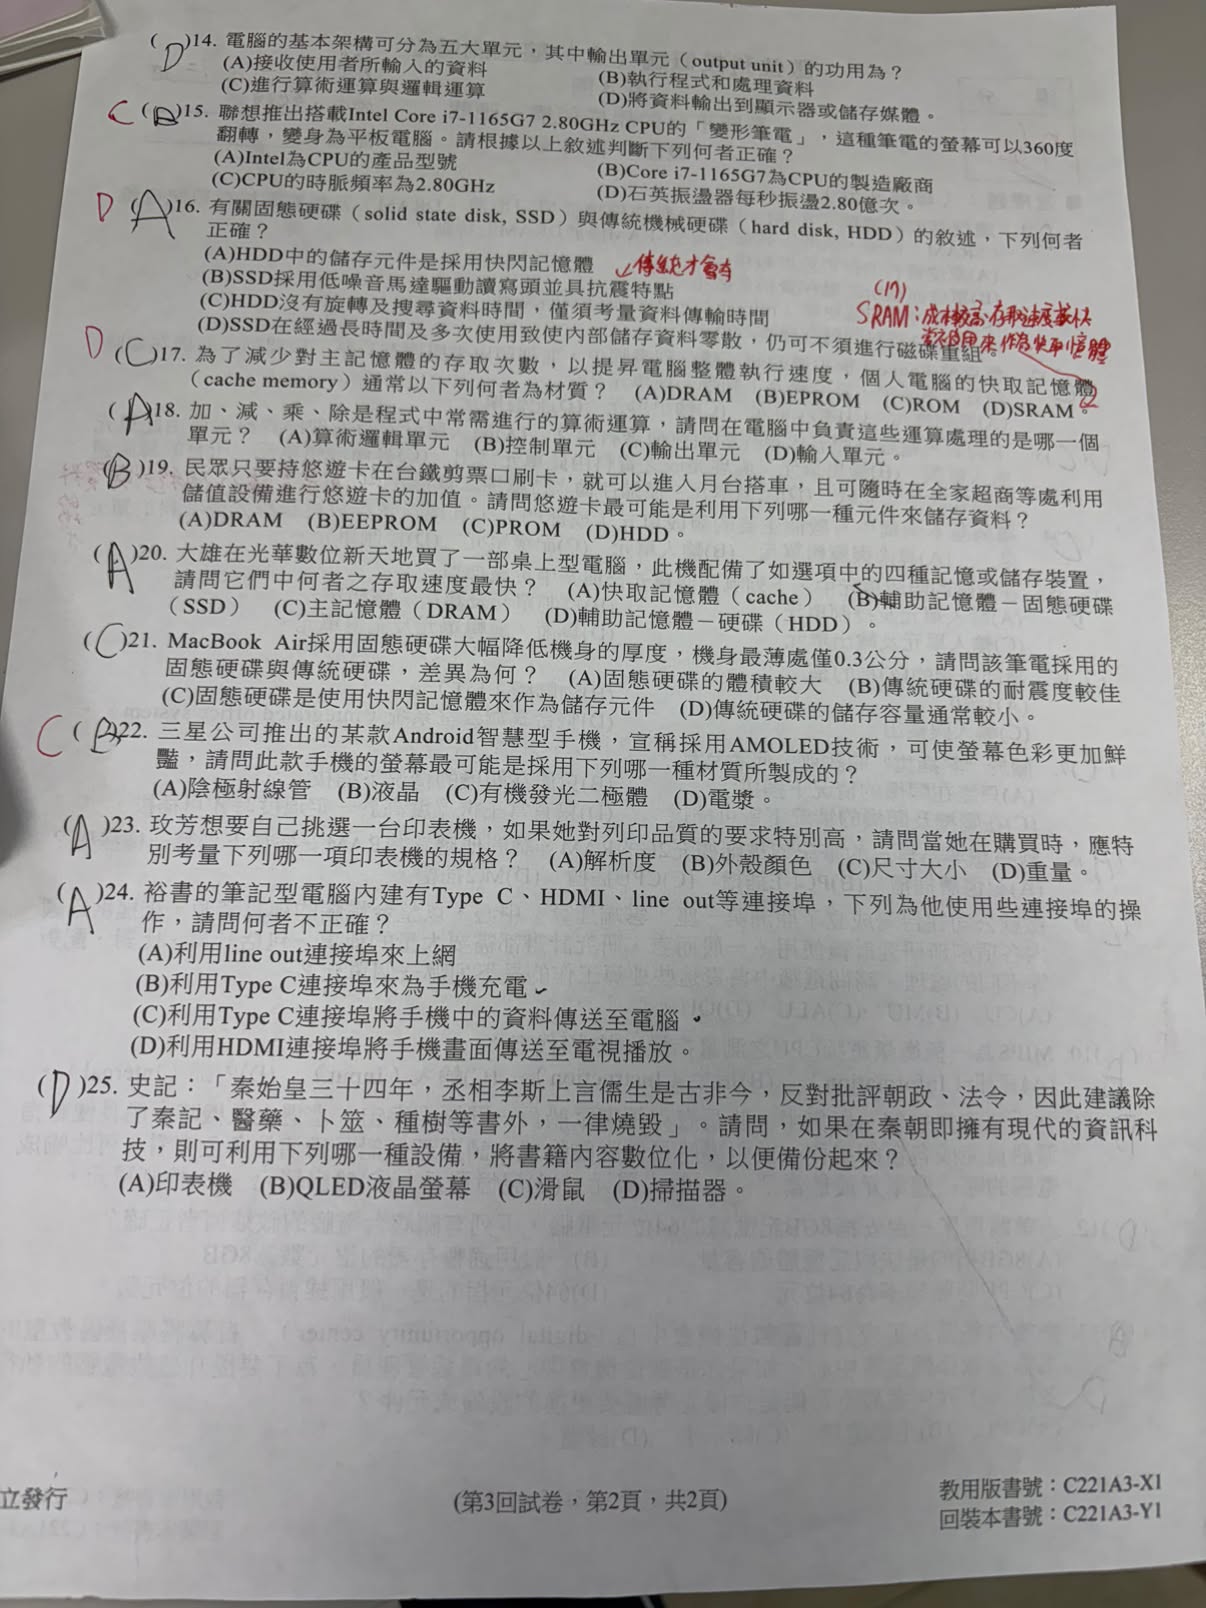 (D)14. 電腦的基本架構可分為五大單元，其中輸出單元（output unit）的功用為？
(A)接收使用者所輸入的資料 (B)執行程式和處理資料
(C)進行算術運算與邏輯運算 (D)將資料輸出到顯示器或儲存媒體。
C ( )15. 聯想推出搭載Intel Core i7-1165G7 2.80GHz CPU的「變形筆電」，這種筆電的螢幕可以360度
翻轉，變身為平板電腦。請根據以上敘述判斷下列何者正確？
(A)Intel為CPU的產品型號 (B)Core i7-1165G7為CPU的製造廠商
(C)CPU的時脈頻率為2.80GHz (D)石英振盪器每秒振盪2.80億次。
D (A)16. 有關固態硬碟（solid state disk, SSD）與傳統機械硬碟（hard disk, HDD）的敘述，下列何者
正確？
(A)HDD中的儲存元件是採用快閃記憶體
傳統才會有
(B)SSD採用低噪音馬達驅動讀寫頭並具抗震特點
(C)HDD沒有旋轉及搜尋資料時間，僅須考量資料傳輸時間
(17)
SRAM：成本較高存取速度最快
(D)SSD在經過長時間及多次使用致使內部儲存資料零散，仍可不須進行磁碟重組。
用來作為快取記憶體
D (C)17. 為了減少對主記憶體的存取次數，以提昇電腦整體執行速度，個人電腦的快取記憶體
（cache memory）通常以下列何者為材質？ (A)DRAM (B)EPROM (C)ROM (D)SRAM。
(A)18. 加、減、乘、除是程式中常需進行的算術運算，請問在電腦中負責這些運算處理的是哪一個
單元？ (A)算術邏輯單元 (B)控制單元 (C)輸出單元 (D)輸入單元。
(B)19. 民眾只要持悠遊卡在台鐵剪票口刷卡，就可以進入月台搭車，且可隨時在全家超商等處利用
儲值設備進行悠遊卡的加值。請問悠遊卡最可能是利用下列哪一種元件來儲存資料？
(A)DRAM (B)EEPROM (C)PROM (D)HDD。
(A)20. 大雄在光華數位新天地買了一部桌上型電腦，此機配備了如選項中的四種記憶或儲存裝置，
請問它們中何者之存取速度最快？ (A)快取記憶體（cache） (B)輔助記憶體－固態硬碟
（SSD） (C)主記憶體（DRAM） (D)輔助記憶體－硬碟（HDD）。
(C)21. MacBook Air採用固態硬碟大幅降低機身的厚度，機身最薄處僅0.3公分，請問該筆電採用的
固態硬碟與傳統硬碟，差異為何？ (A)固態硬碟的體積較大 (B)傳統硬碟的耐震度較佳
(C)固態硬碟是使用快閃記憶體來作為儲存元件 (D)傳統硬碟的儲存容量通常較小。
C (B)22. 三星公司推出的某款Android智慧型手機，宣稱採用AMOLED技術，可使螢幕色彩更加鮮
豔，請問此款手機的螢幕最可能是採用下列哪一種材質所製成的？
(A)陰極射線管 (B)液晶 (C)有機發光二極體 (D)電漿。
(A)23. 玫芳想要自己挑選一台印表機，如果她對列印品質的要求特別高，請問當她在購買時，應特
別考量下列哪一項印表機的規格？ (A)解析度 (B)外殼顏色 (C)尺寸大小 (D)重量。
(A)24. 裕書的筆記型電腦內建有Type C、HDMI、line out等連接埠，下列為他使用些連接埠的操
作，請問何者不正確？
(A)利用line out連接埠來上網
(B)利用Type C連接埠來為手機充電
(C)利用Type C連接埠將手機中的資料傳送至電腦
(D)利用HDMI連接埠將手機畫面傳送至電視播放。
(D)25. 史記：「秦始皇三十四年，丞相李斯上言儒生是古非今，反對批評朝政、法令，因此建議除
了秦記、醫藥、卜筮、種樹等書外，一律燒毀」。請問，如果在秦朝即擁有現代的資訊科
技，則可利用下列哪一種設備，將書籍內容數位化，以便備份起來？
(A)印表機 (B)QLED液晶螢幕 (C)滑鼠 (D)掃描器。
立發行
(第3回試卷，第2頁，共2頁)
教用版書號：C221A3-X1
回裝本書號：C221A3-Y1